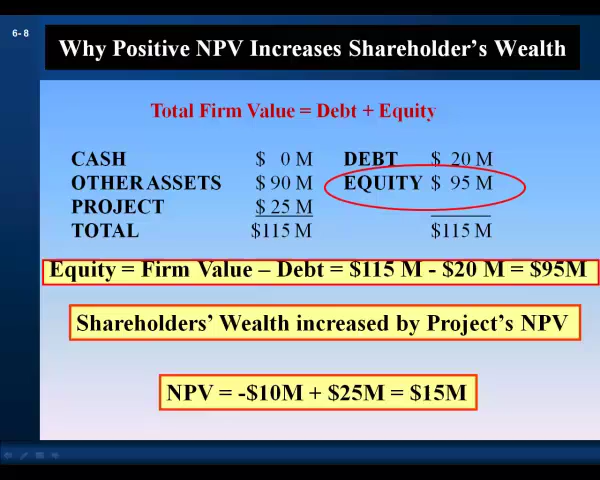 6- 8
Why Positive NPV Increases Shareholder's Wealth
Total Firm Value = Debt + Equity
CASH $ 0 M DEBT $ 20 M
OTHER ASSETS $ 90 M EQUITY $ 95 M
PROJECT $ 25 M
TOTAL $115 M $115 M
Equity = Firm Value – Debt = $115 M - $20 M = $95M
Shareholders' Wealth increased by Project's NPV
NPV = -$10M + $25M = $15M